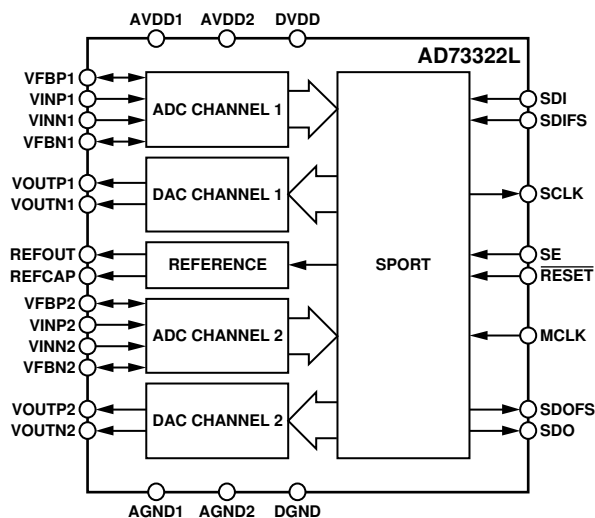 AVDD1 AVDD2 DVDD
AD73322L
VFBP1
VINP1
VINN1
VFBN1
ADC CHANNEL 1
VOUTP1
VOUTN1
DAC CHANNEL 1
REFOUT
REFCAP
REFERENCE
VFBP2
VINP2
VINN2
VFBN2
ADC CHANNEL 2
VOUTP2
VOUTN2
DAC CHANNEL 2
SPORT
SDI
SDIFS
SCLK
SE
RESET
MCLK
SDOFS
SDO
AGND1 AGND2 DGND